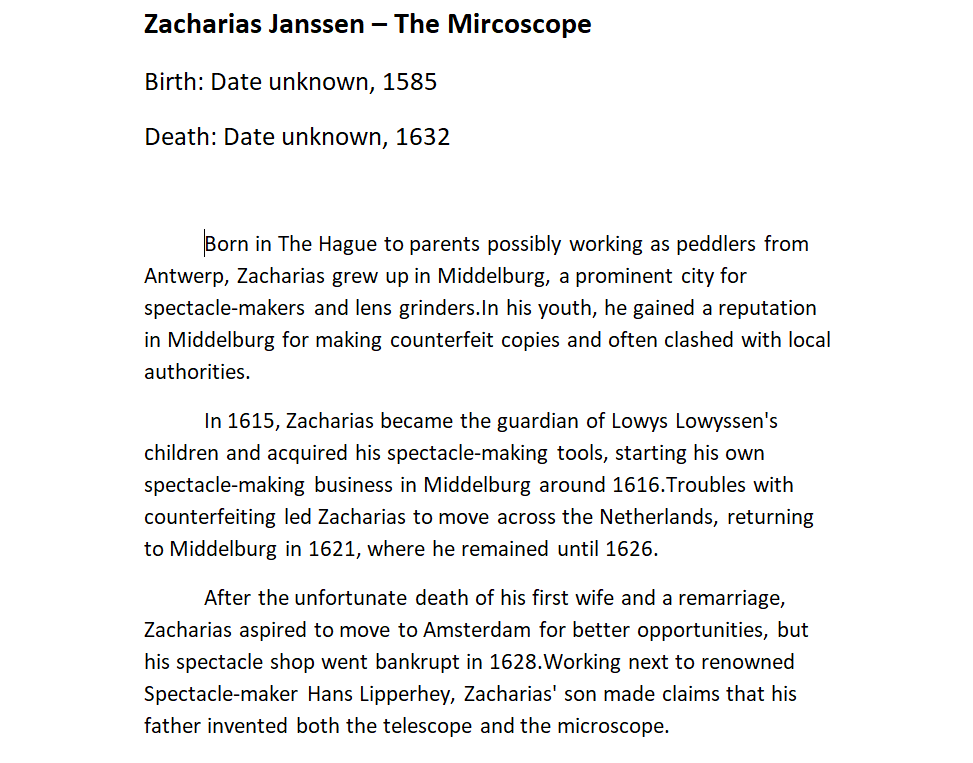 Zacharias Janssen – The Mircoscope
Birth: Date unknown, 1585
Death: Date unknown, 1632
Born in The Hague to parents possibly working as peddlers from
Antwerp, Zacharias grew up in Middelburg, a prominent city for
spectacle-makers and lens grinders.In his youth, he gained a reputation
in Middelburg for making counterfeit copies and often clashed with local
authorities.
In 1615, Zacharias became the guardian of Lowys Lowyssen's
children and acquired his spectacle-making tools, starting his own
spectacle-making business in Middelburg around 1616.Troubles with
counterfeiting led Zacharias to move across the Netherlands, returning
to Middelburg in 1621, where he remained until 1626.
After the unfortunate death of his first wife and a remarriage,
Zacharias aspired to move to Amsterdam for better opportunities, but
his spectacle shop went bankrupt in 1628.Working next to renowned
Spectacle-maker Hans Lipperhey, Zacharias' son made claims that his
father invented both the telescope and the microscope.